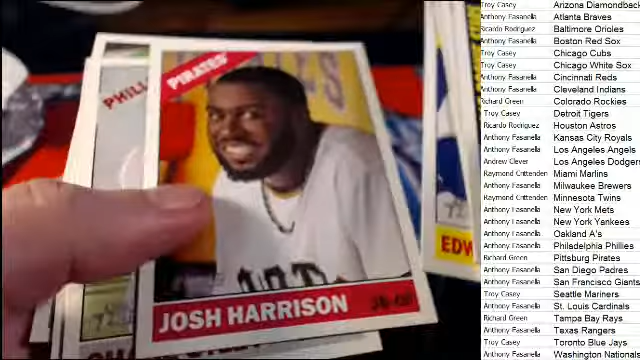 PIRATES
PHILL
JOSH HARRISON
EDW
Troy Casey Arizona Diamondback
Anthony Fasanella Atlanta Braves
Ricardo Rodriguez Baltimore Orioles
Anthony Fasanella Boston Red Sox
Troy Casey Chicago Cubs
Troy Casey Chicago White Sox
Anthony Fasanella Cincinnati Reds
Anthony Fasanella Cleveland Indians
Richard Green Colorado Rockies
Troy Casey Detroit Tigers
Ricardo Rodriguez Houston Astros
Anthony Fasanella Kansas City Royals
Anthony Fasanella Los Angeles Angels
Andrew Clever Los Angeles Dodgers
Raymond Crittenden Miami Marlins
Anthony Fasanella Milwaukee Brewers
Raymond Crittenden Minnesota Twins
Anthony Fasanella New York Mets
Anthony Fasanella New York Yankees
Anthony Fasanella Oakland A's
Anthony Fasanella Philadelphia Phillies
Richard Green Pittsburg Pirates
Anthony Fasanella San Diego Padres
Anthony Fasanella San Francisco Giants
Troy Casey Seattle Mariners
Anthony Fasanella St. Louis Cardinals
Richard Green Tampa Bay Rays
Anthony Fasanella Texas Rangers
Troy Casey Toronto Blue Jays
Anthony Fasanella Washington Nationals